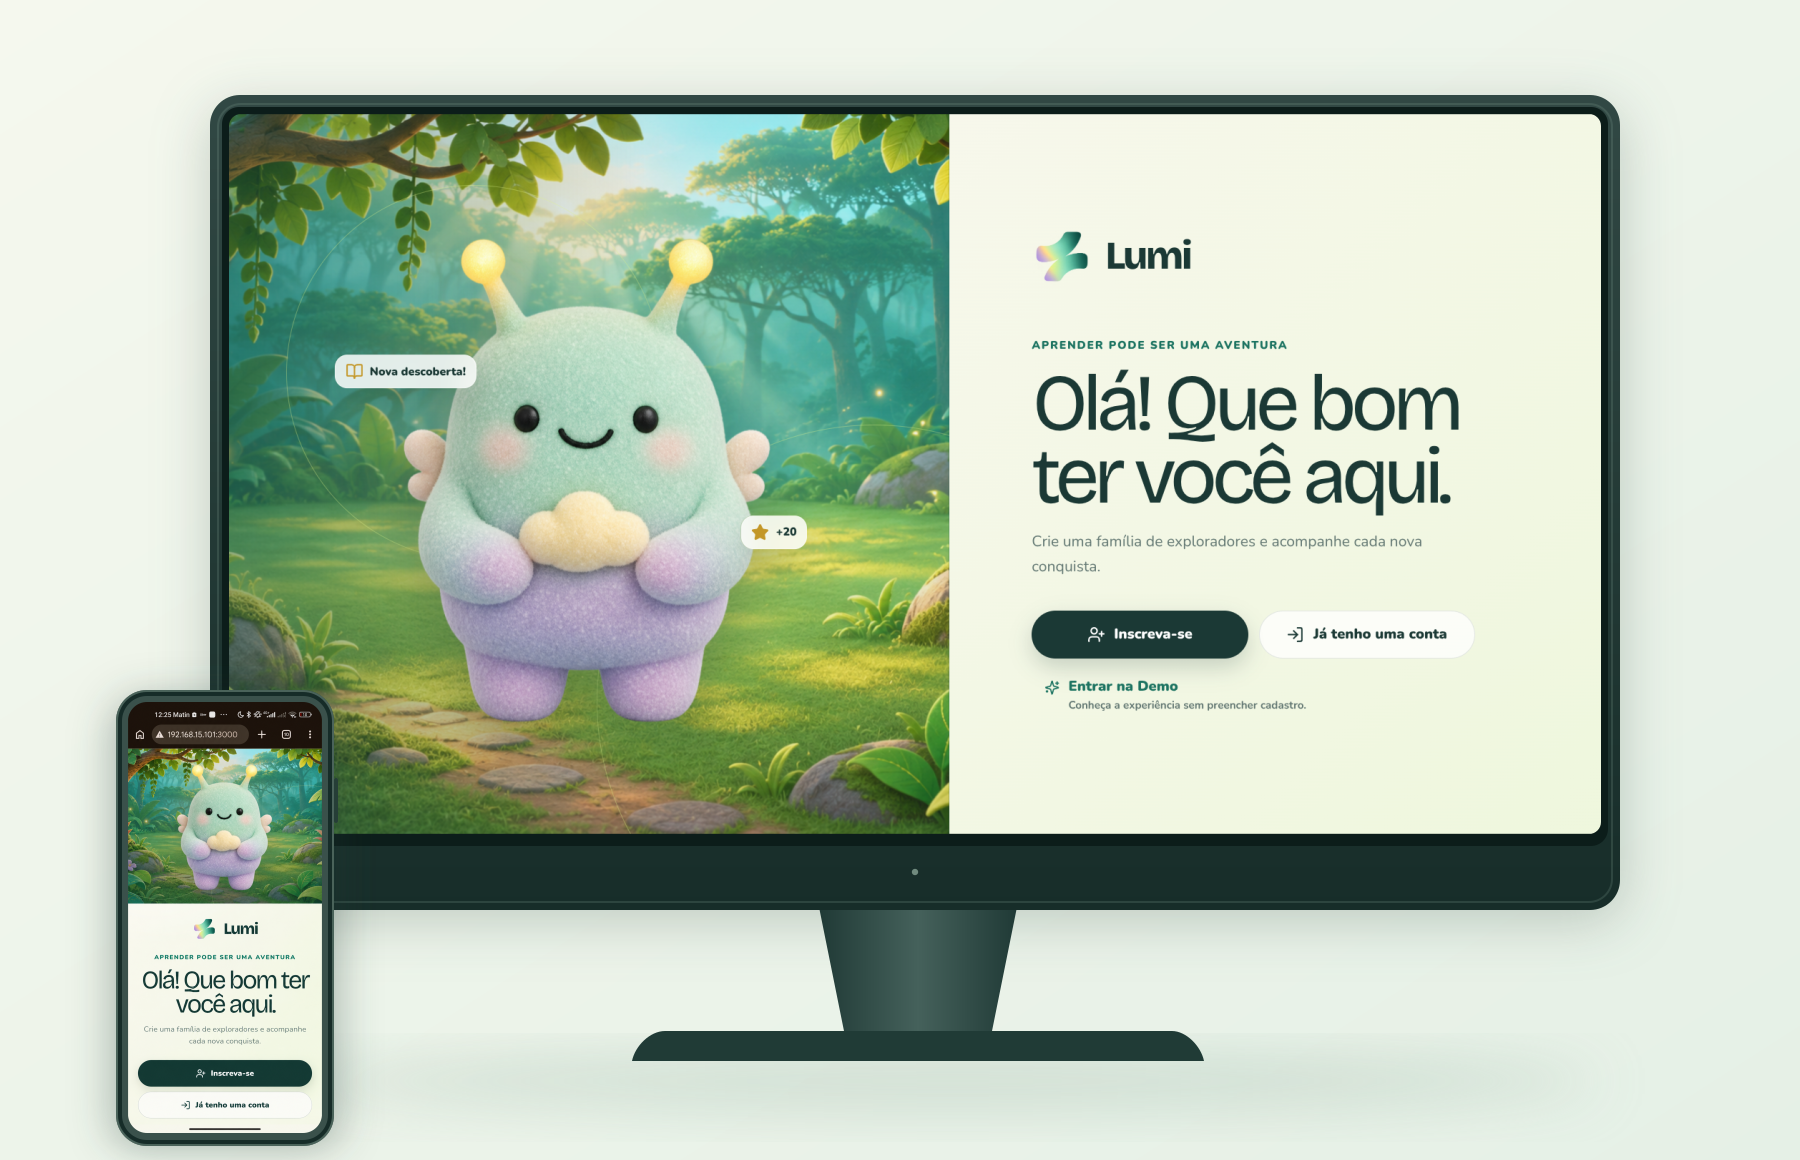 Nova descoberta!
+20
Lumi
APRENDER PODE SER UMA AVENTURA
Olá! Que bom
ter você aqui.
Crie uma família de exploradores e acompanhe cada nova
conquista.
Inscreva-se
Já tenho uma conta
Entrar na Demo
Conheça a experiência sem preencher cadastro.
12:25 Matin
192.168.15.101:3000
Lumi
APRENDER PODE SER UMA AVENTURA
Olá! Que bom ter
você aqui.
Crie uma família de exploradores e acompanhe
cada nova conquista.
Inscreva-se
Já tenho uma conta